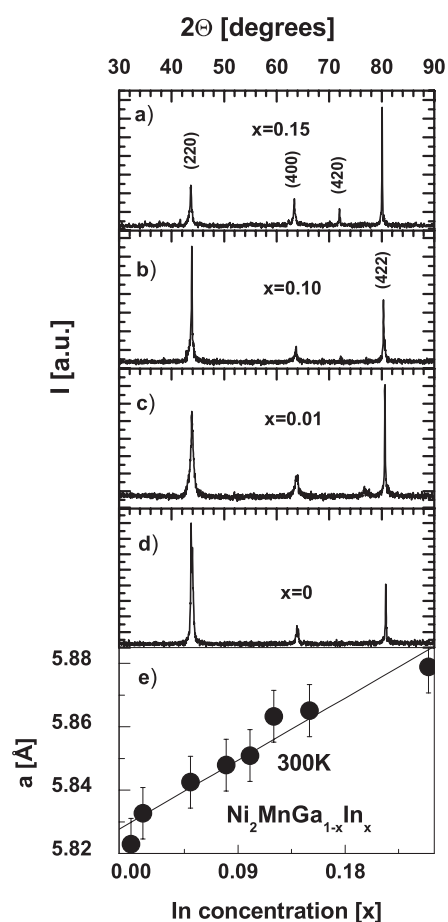 2Θ [degrees]
30 40 50 60 70 80 90
a)
x=0.15
(220)
(400)
(420)
b)
x=0.10
(422)
I [a.u.]
c)
x=0.01
d)
x=0
e)
5.88
5.86
5.84
5.82
a [Å]
300K
Ni₂MnGa₁₋ₓInₓ
0.00 0.09 0.18
In concentration [x]